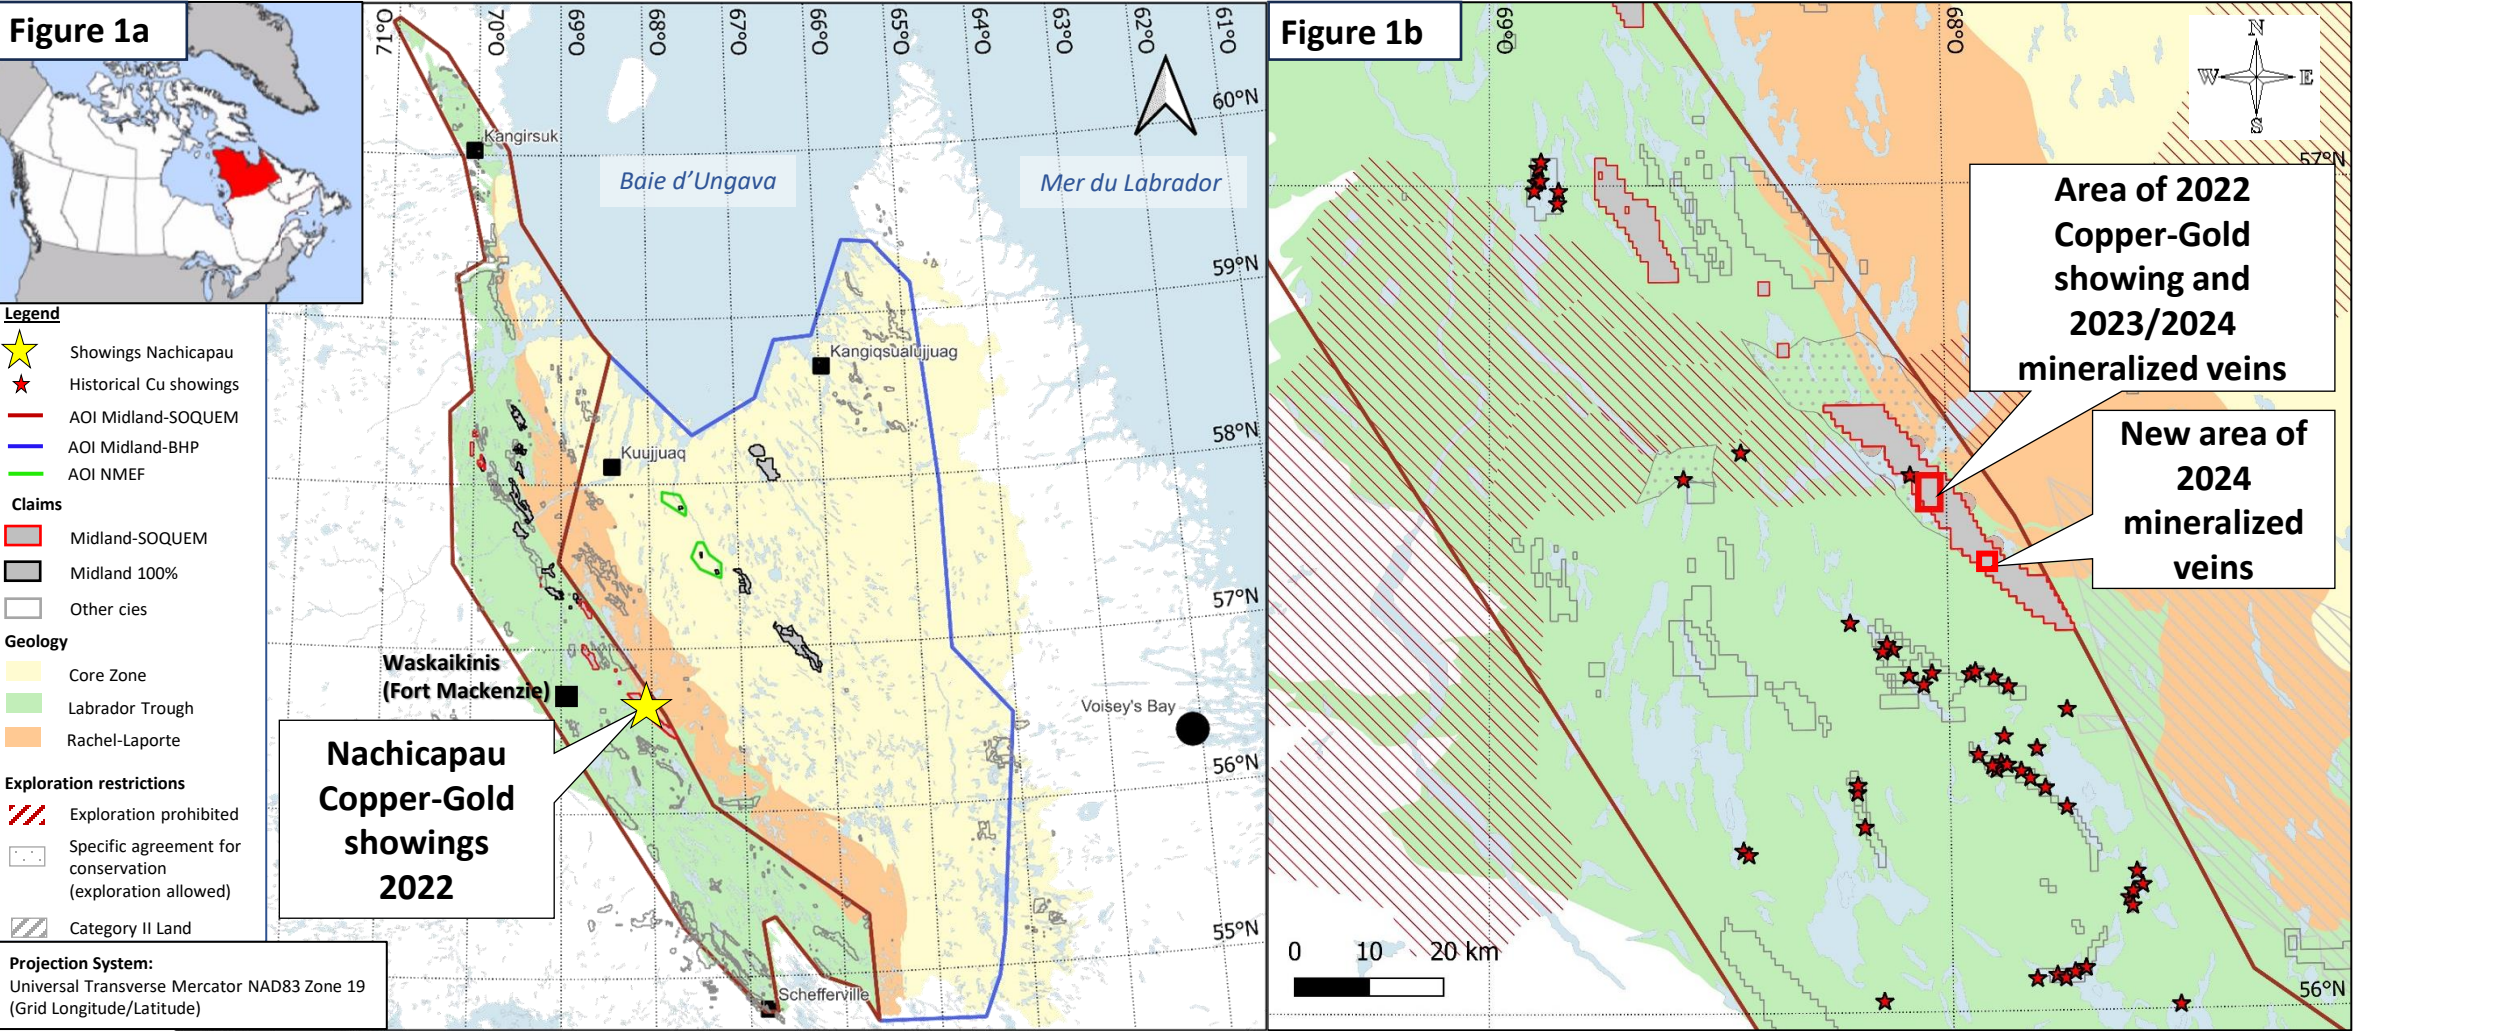 Figure 1a
71°O
70°O
69°O
68°O
67°O
66°O
65°O
64°O
63°O
62°O
61°O
60°N
59°N
58°N
57°N
56°N
55°N
Kangirsuk
Baie d'Ungava
Mer du Labrador
Kangiqsualujjuag
Kuujjuaq
Waskaikinis
(Fort Mackenzie)
Voisey's Bay
Nachicapau
Copper-Gold
showings
2022
Schefferville
Legend
Showings Nachicapau
Historical Cu showings
AOI Midland-SOQUEM
AOI Midland-BHP
AOI NMEF
Claims
Midland-SOQUEM
Midland 100%
Other cies
Geology
Core Zone
Labrador Trough
Rachel-Laporte
Exploration restrictions
Exploration prohibited
Specific agreement for
conservation
(exploration allowed)
Category II Land
Projection System:
Universal Transverse Mercator NAD83 Zone 19
(Grid Longitude/Latitude)
Figure 1b
69°O
68°O
N
W
E
S
57°N
Area of 2022
Copper-Gold
showing and
2023/2024
mineralized veins
New area of
2024
mineralized
veins
0 10 20 km
56°N